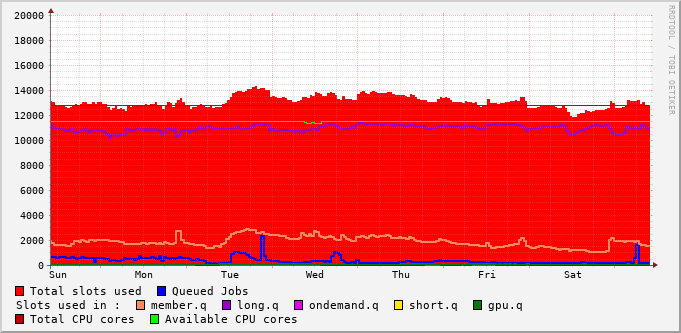 20000
18000
16000
14000
12000
10000
8000
6000
4000
2000
0
Sun Mon Tue Wed Thu Fri Sat
RRDTOOL / TOBI OETIKER
Total slots used Queued Jobs
Slots used in : member.q long.q ondemand.q short.q gpu.q
Total CPU cores Available CPU cores